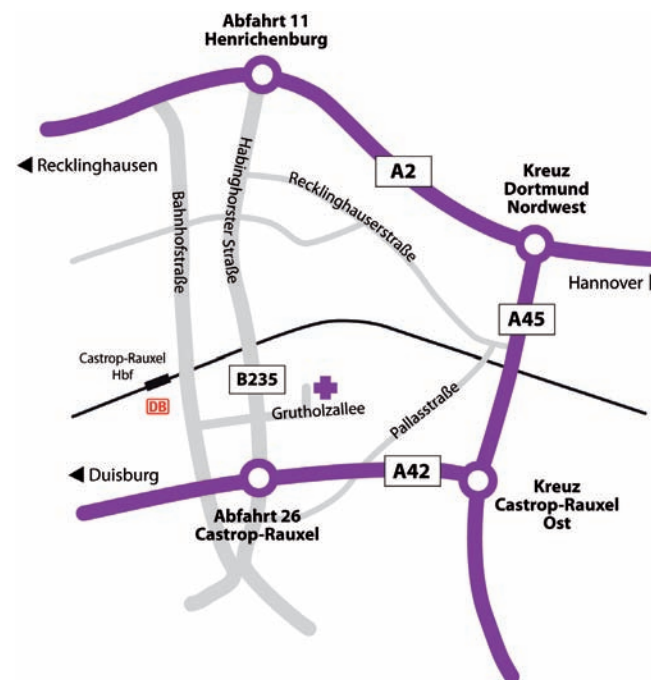 Abfahrt 11
Henrichenburg
Recklinghausen
A2
Kreuz
Dortmund
Nordwest
Habinghorster Straße
Recklinghauserstraße
Bahnhofstraße
Hannover
A45
Castrop-Rauxel
Hbf
DB
B235
Grutholzallee
Pallasstraße
Duisburg
A42
Abfahrt 26
Castrop-Rauxel
Kreuz
Castrop-Rauxel
Ost